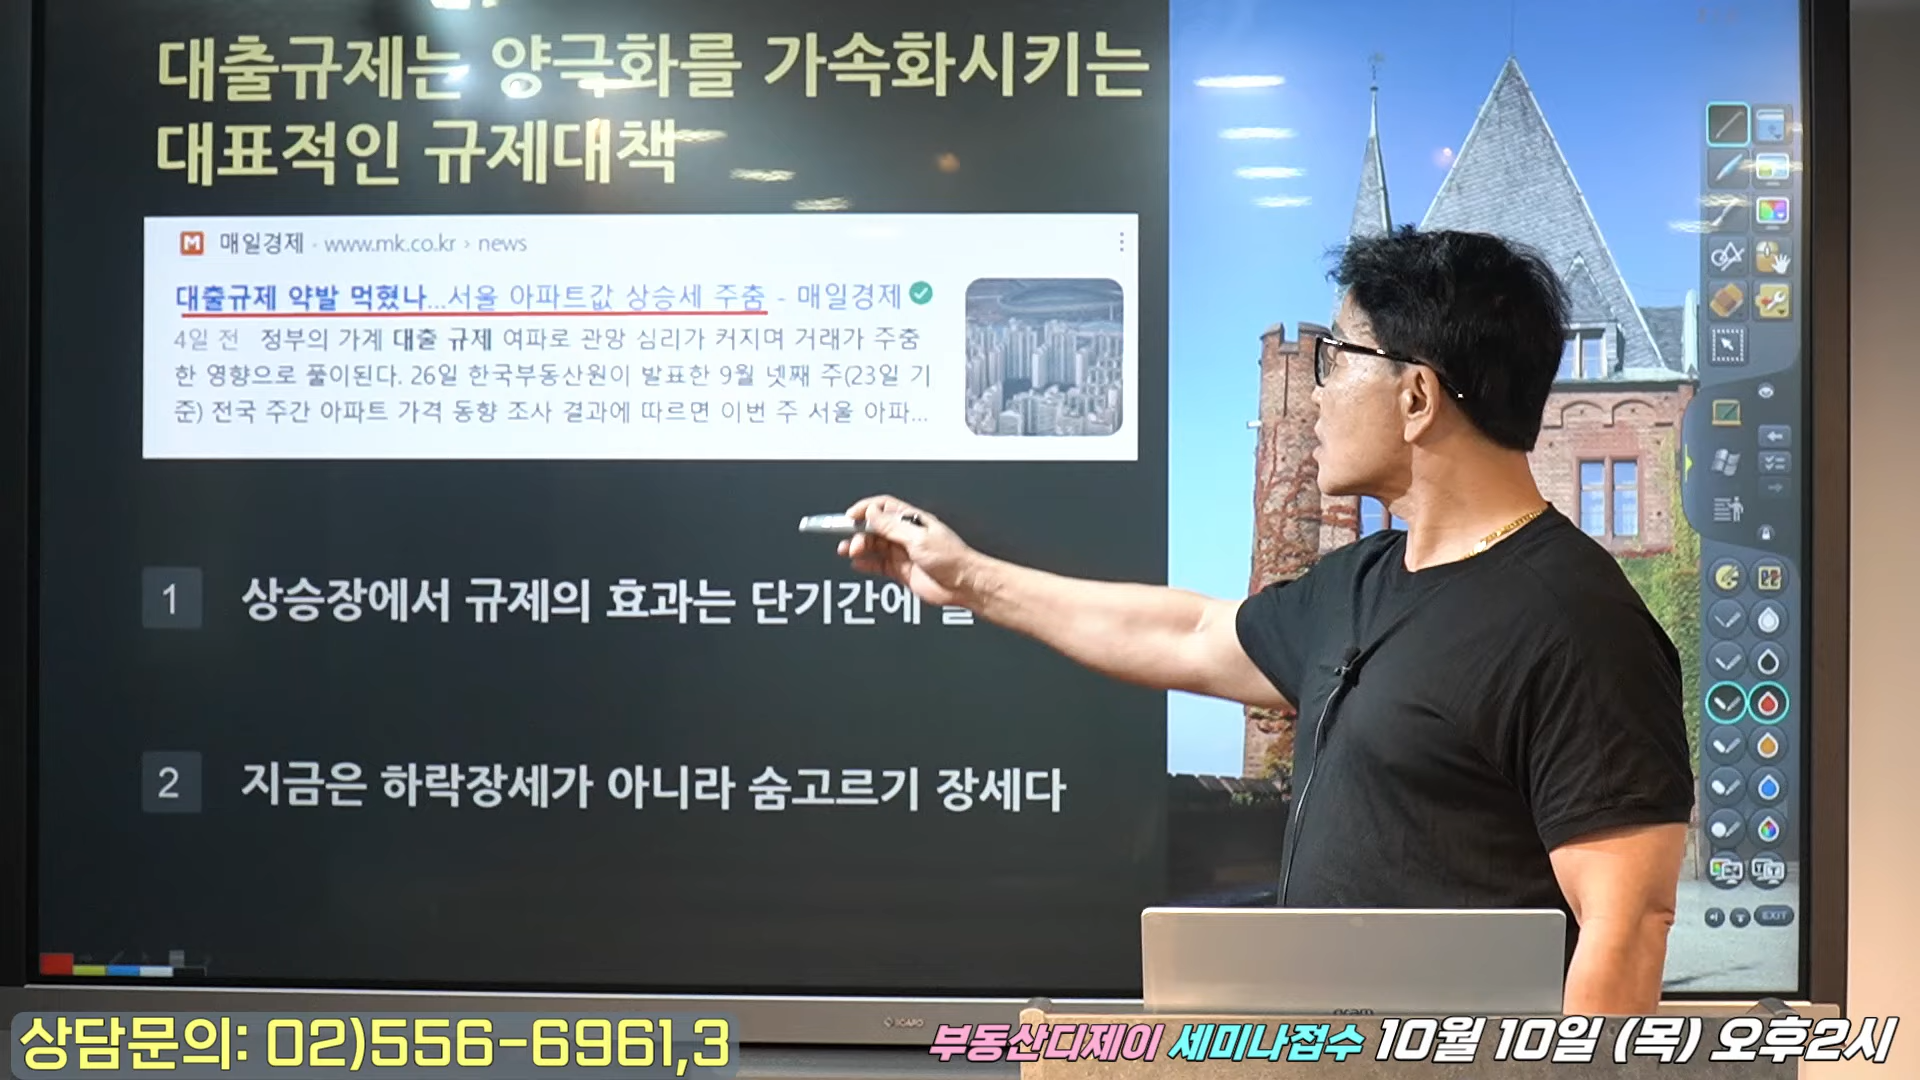 대출규제는 양극화를 가속화시키는
대표적인 규제대책
M 매일경제 - www.mk.co.kr › news
대출규제 약발 먹혔나...서울 아파트값 상승세 주춤 - 매일경제
4일 전 정부의 가계 대출 규제 여파로 관망 심리가 커지며 거래가 주춤
한 영향으로 풀이된다. 26일 한국부동산원이 발표한 9월 넷째 주(23일 기
준) 전국 주간 아파트 가격 동향 조사 결과에 따르면 이번 주 서울 아파...
1 상승장에서 규제의 효과는 단기간에
2 지금은 하락장세가 아니라 숨고르기 장세다
EXIT
gram
상담문의: 02)556-6961,3
부동산디제이 세미나접수 10월 10일 (목) 오후2시